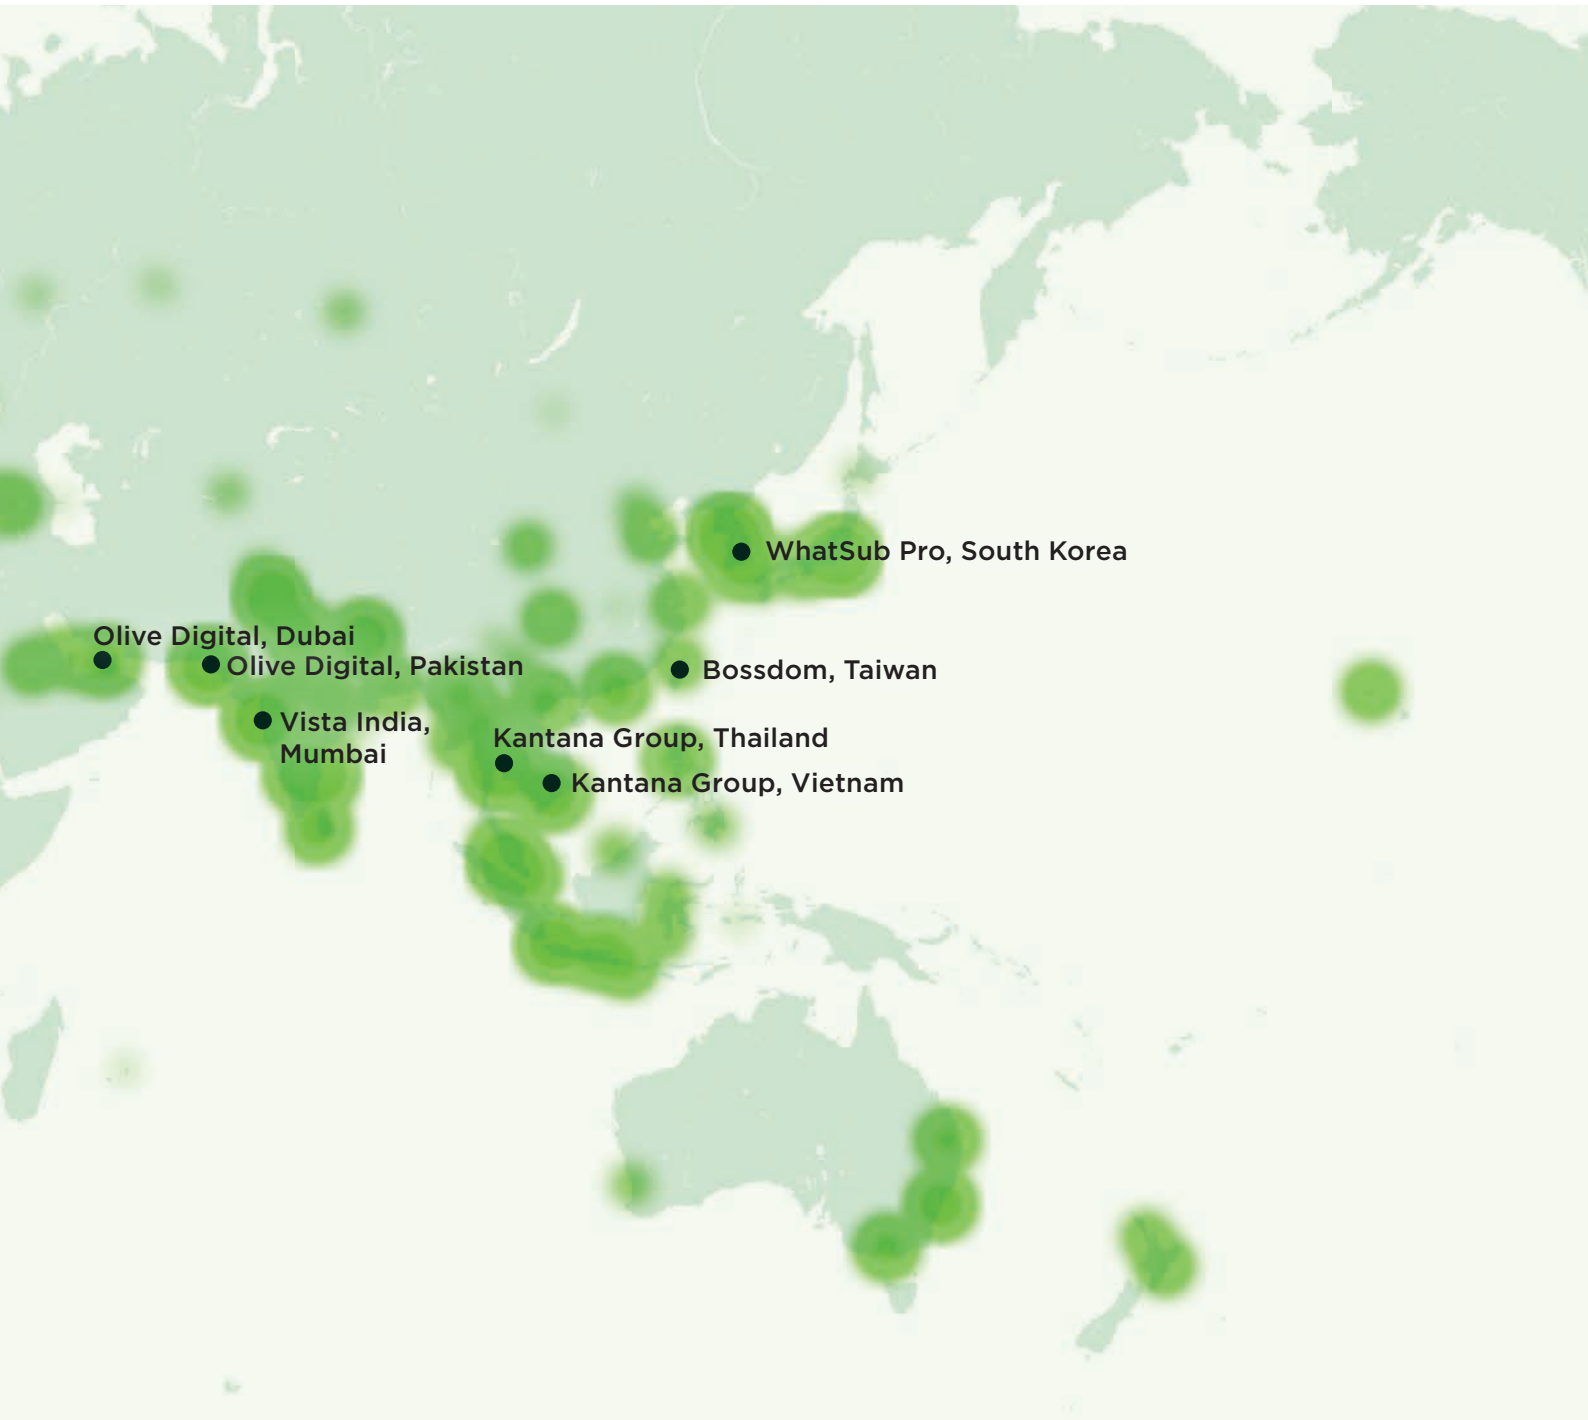 WhatSub Pro, South Korea
Olive Digital, Dubai
Olive Digital, Pakistan
Bossdom, Taiwan
Vista India,
Mumbai
Kantana Group, Thailand
Kantana Group, Vietnam